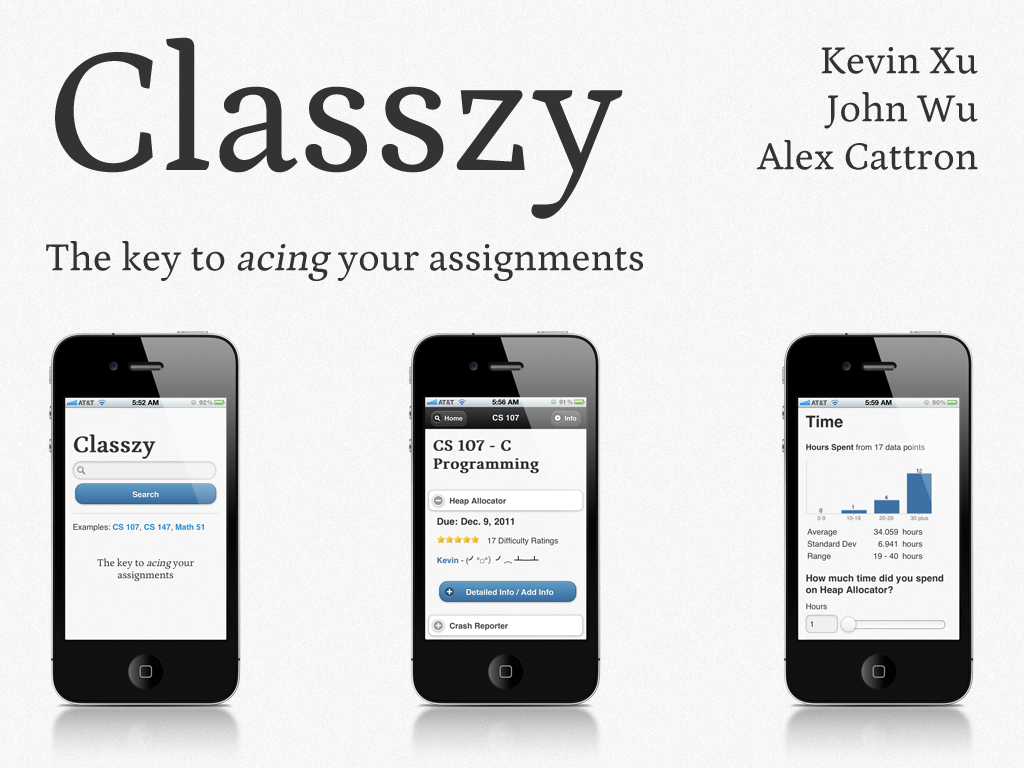 Classzy
Kevin Xu
John Wu
Alex Cattron
The key to acing your assignments
AT&T 5:52 AM 92%
Classzy
Search
Examples: CS 107, CS 147, Math 51
The key to acing your
assignments
AT&T 5:56 AM 91%
Home CS 107 Info
CS 107 - C
Programming
Heap Allocator
Due: Dec. 9, 2011
17 Difficulty Ratings
Kevin - (╯°□°)╯︵ ┻━┻
Detailed Info / Add Info
Crash Reporter
AT&T 5:59 AM 90%
Time
Hours Spent from 17 data points
0 1 4 12
0-9 10-19 20-29 30 plus
Average 34.059 hours
Standard Dev 6.941 hours
Range 19 - 40 hours
How much time did you spend
on Heap Allocator?
Hours
1